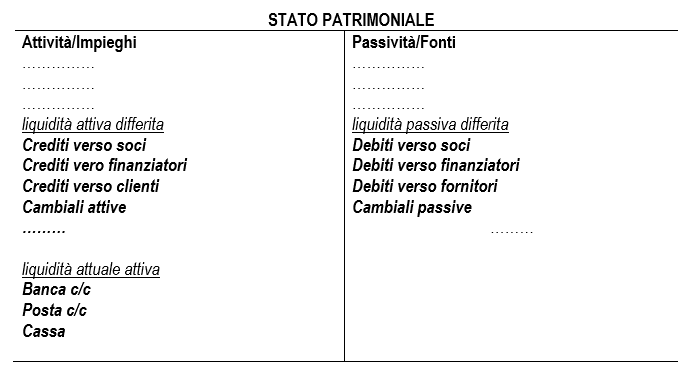 STATO PATRIMONIALE
Attività/Impieghi
……………
……………
……………
liquidità attiva differita
Crediti verso soci
Crediti vero finanziatori
Crediti verso clienti
Cambiali attive
………
liquidità attuale attiva
Banca c/c
Posta c/c
Cassa
Passività/Fonti
……………
……………
……………
liquidità passiva differita
Debiti verso soci
Debiti verso finanziatori
Debiti verso fornitori
Cambiali passive
………